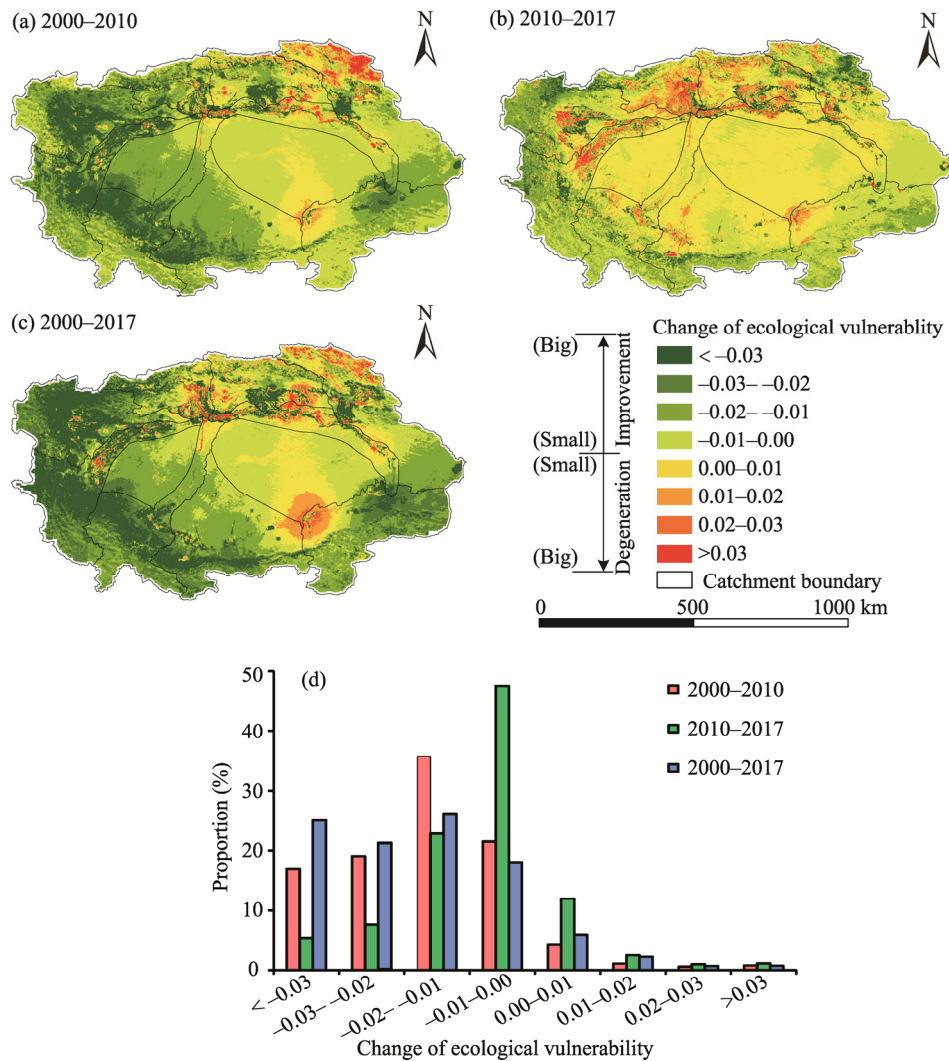 (a) 2000–2010
N
(b) 2010–2017
N
(c) 2000–2017
N
(Big)
(Small)
(Small)
(Big)
Improvement
Degeneration
Change of ecological vulnerablity
< –0.03
–0.03– –0.02
–0.02– –0.01
–0.01–0.00
0.00–0.01
0.01–0.02
0.02–0.03
>0.03
Catchment boundary
0 500 1000 km
(d)
2000–2010
2010–2017
2000–2017
Proportion (%)
50
40
30
20
10
0
< –0.03
–0.03– –0.02
–0.02– –0.01
–0.01–0.00
0.00–0.01
0.01–0.02
0.02–0.03
>0.03
Change of ecological vulnerability